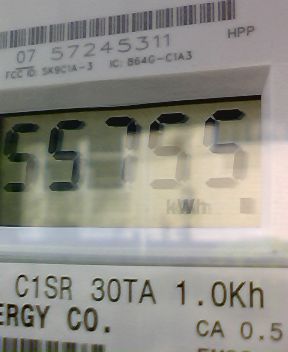 07 57245311
HPP
FCC ID: SK9C1A-3 IC: 864G-C1A3
55755
kWh
C1SR 30TA 1.0Kh
ERGY CO.
CA 0.5